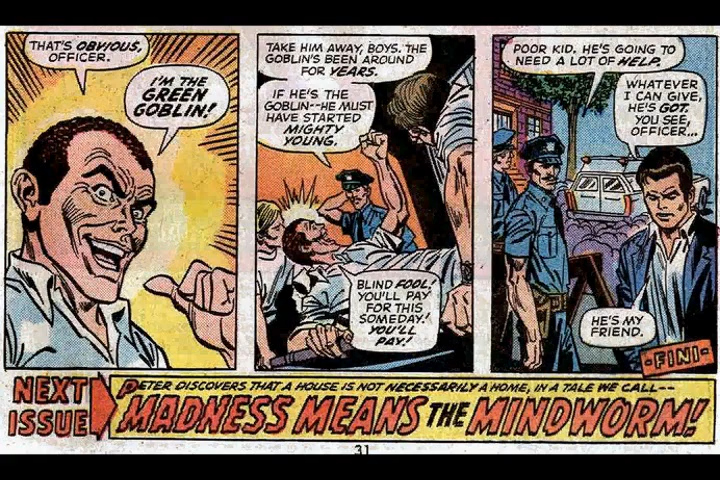 THAT'S OBVIOUS,
OFFICER.
I'M THE
GREEN
GOBLIN!
TAKE HIM AWAY, BOYS. THE
GOBLIN'S BEEN AROUND
FOR YEARS.
IF HE'S THE
GOBLIN--HE MUST
HAVE STARTED
MIGHTY
YOUNG.
BLIND FOOL!
YOU'LL PAY
FOR THIS
SOMEDAY!
YOU'LL
PAY!
POOR KID. HE'S GOING TO
NEED A LOT OF HELP.
WHATEVER
I CAN GIVE,
HE'S GOT.
YOU SEE,
OFFICER...
HE'S MY
FRIEND.
-FINI-
NEXT
ISSUE
PETER DISCOVERS THAT A HOUSE IS NOT NECESSARILY A HOME, IN A TALE WE CALL--
MADNESS MEANS THE MINDWORM!
31